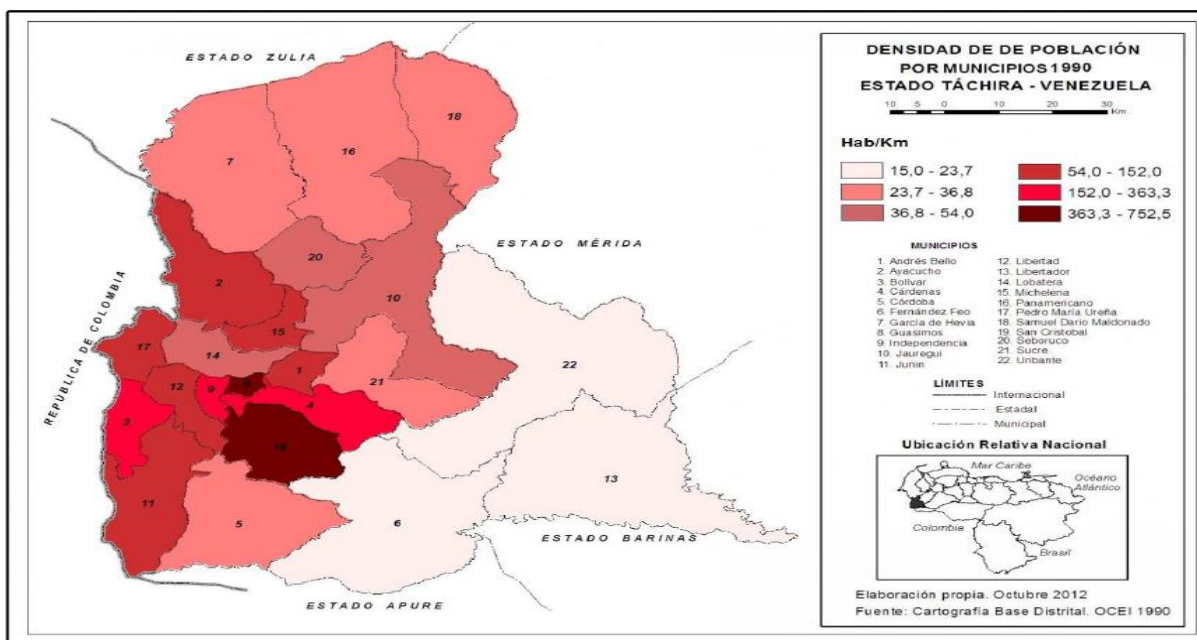 ESTADO ZULIA
18
16
7
ESTADO MÉRIDA
20
2
10
REPÚBLICA DE COLOMBIA
15
17
14
1
22
21
12
9
4
3
13
11
5
6
ESTADO BARINAS
ESTADO APURE
DENSIDAD DE DE POBLACIÓN
POR MUNICIPIOS 1990
ESTADO TÁCHIRA - VENEZUELA
10 5 0 10 20 30
Km.
Hab/Km
15,0 - 23,7
23,7 - 36,8
36,8 - 54,0
54,0 - 152,0
152,0 - 363,3
363,3 - 752,5
MUNICIPIOS
1. Andrés Bello
2. Ayacucho
3. Bolívar
4. Cárdenas
5. Córdoba
6. Fernández Feo
7. García de Hevia
8. Guasimos
9. Independencia
10. Jauregui
11. Junín
12. Libertad
13. Libertador
14. Lobatera
15. Michelena
16. Panamericano
17. Pedro María Ureña
18. Samuel Dario Maldonado
19. San Cristobal
20. Seboruco
21. Sucre
22. Uribante
LÍMITES
Internacional
Estadal
Municipal
Ubicación Relativa Nacional
Mar Caribe
Océano
Atlántico
Colombia
Brasil
Elaboración propia. Octubre 2012
Fuente: Cartografía Base Distrital. OCEI 1990